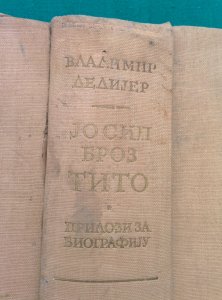 ВЛАДИМИР
ДЕДИЈЕР
ЈОСИП
БРОЗ
ТИТО
ПРИЛОЗИ ЗА
БИОГРАФИЈУ